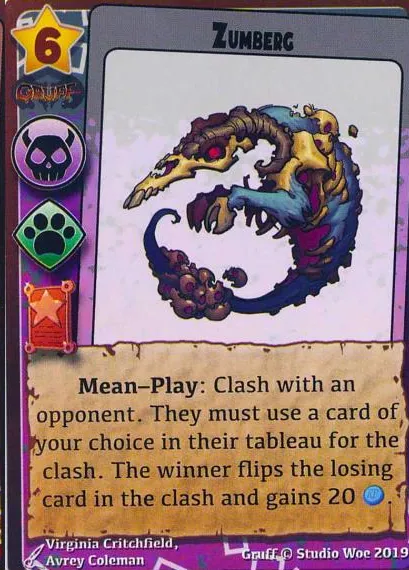 6
GRUFF
ZUMBERG
Mean–Play: Clash with an
opponent. They must use a card of
your choice in their tableau for the
clash. The winner flips the losing
card in the clash and gains 20
Virginia Critchfield,
Avrey Coleman
Gruff © Studio Woe 2019